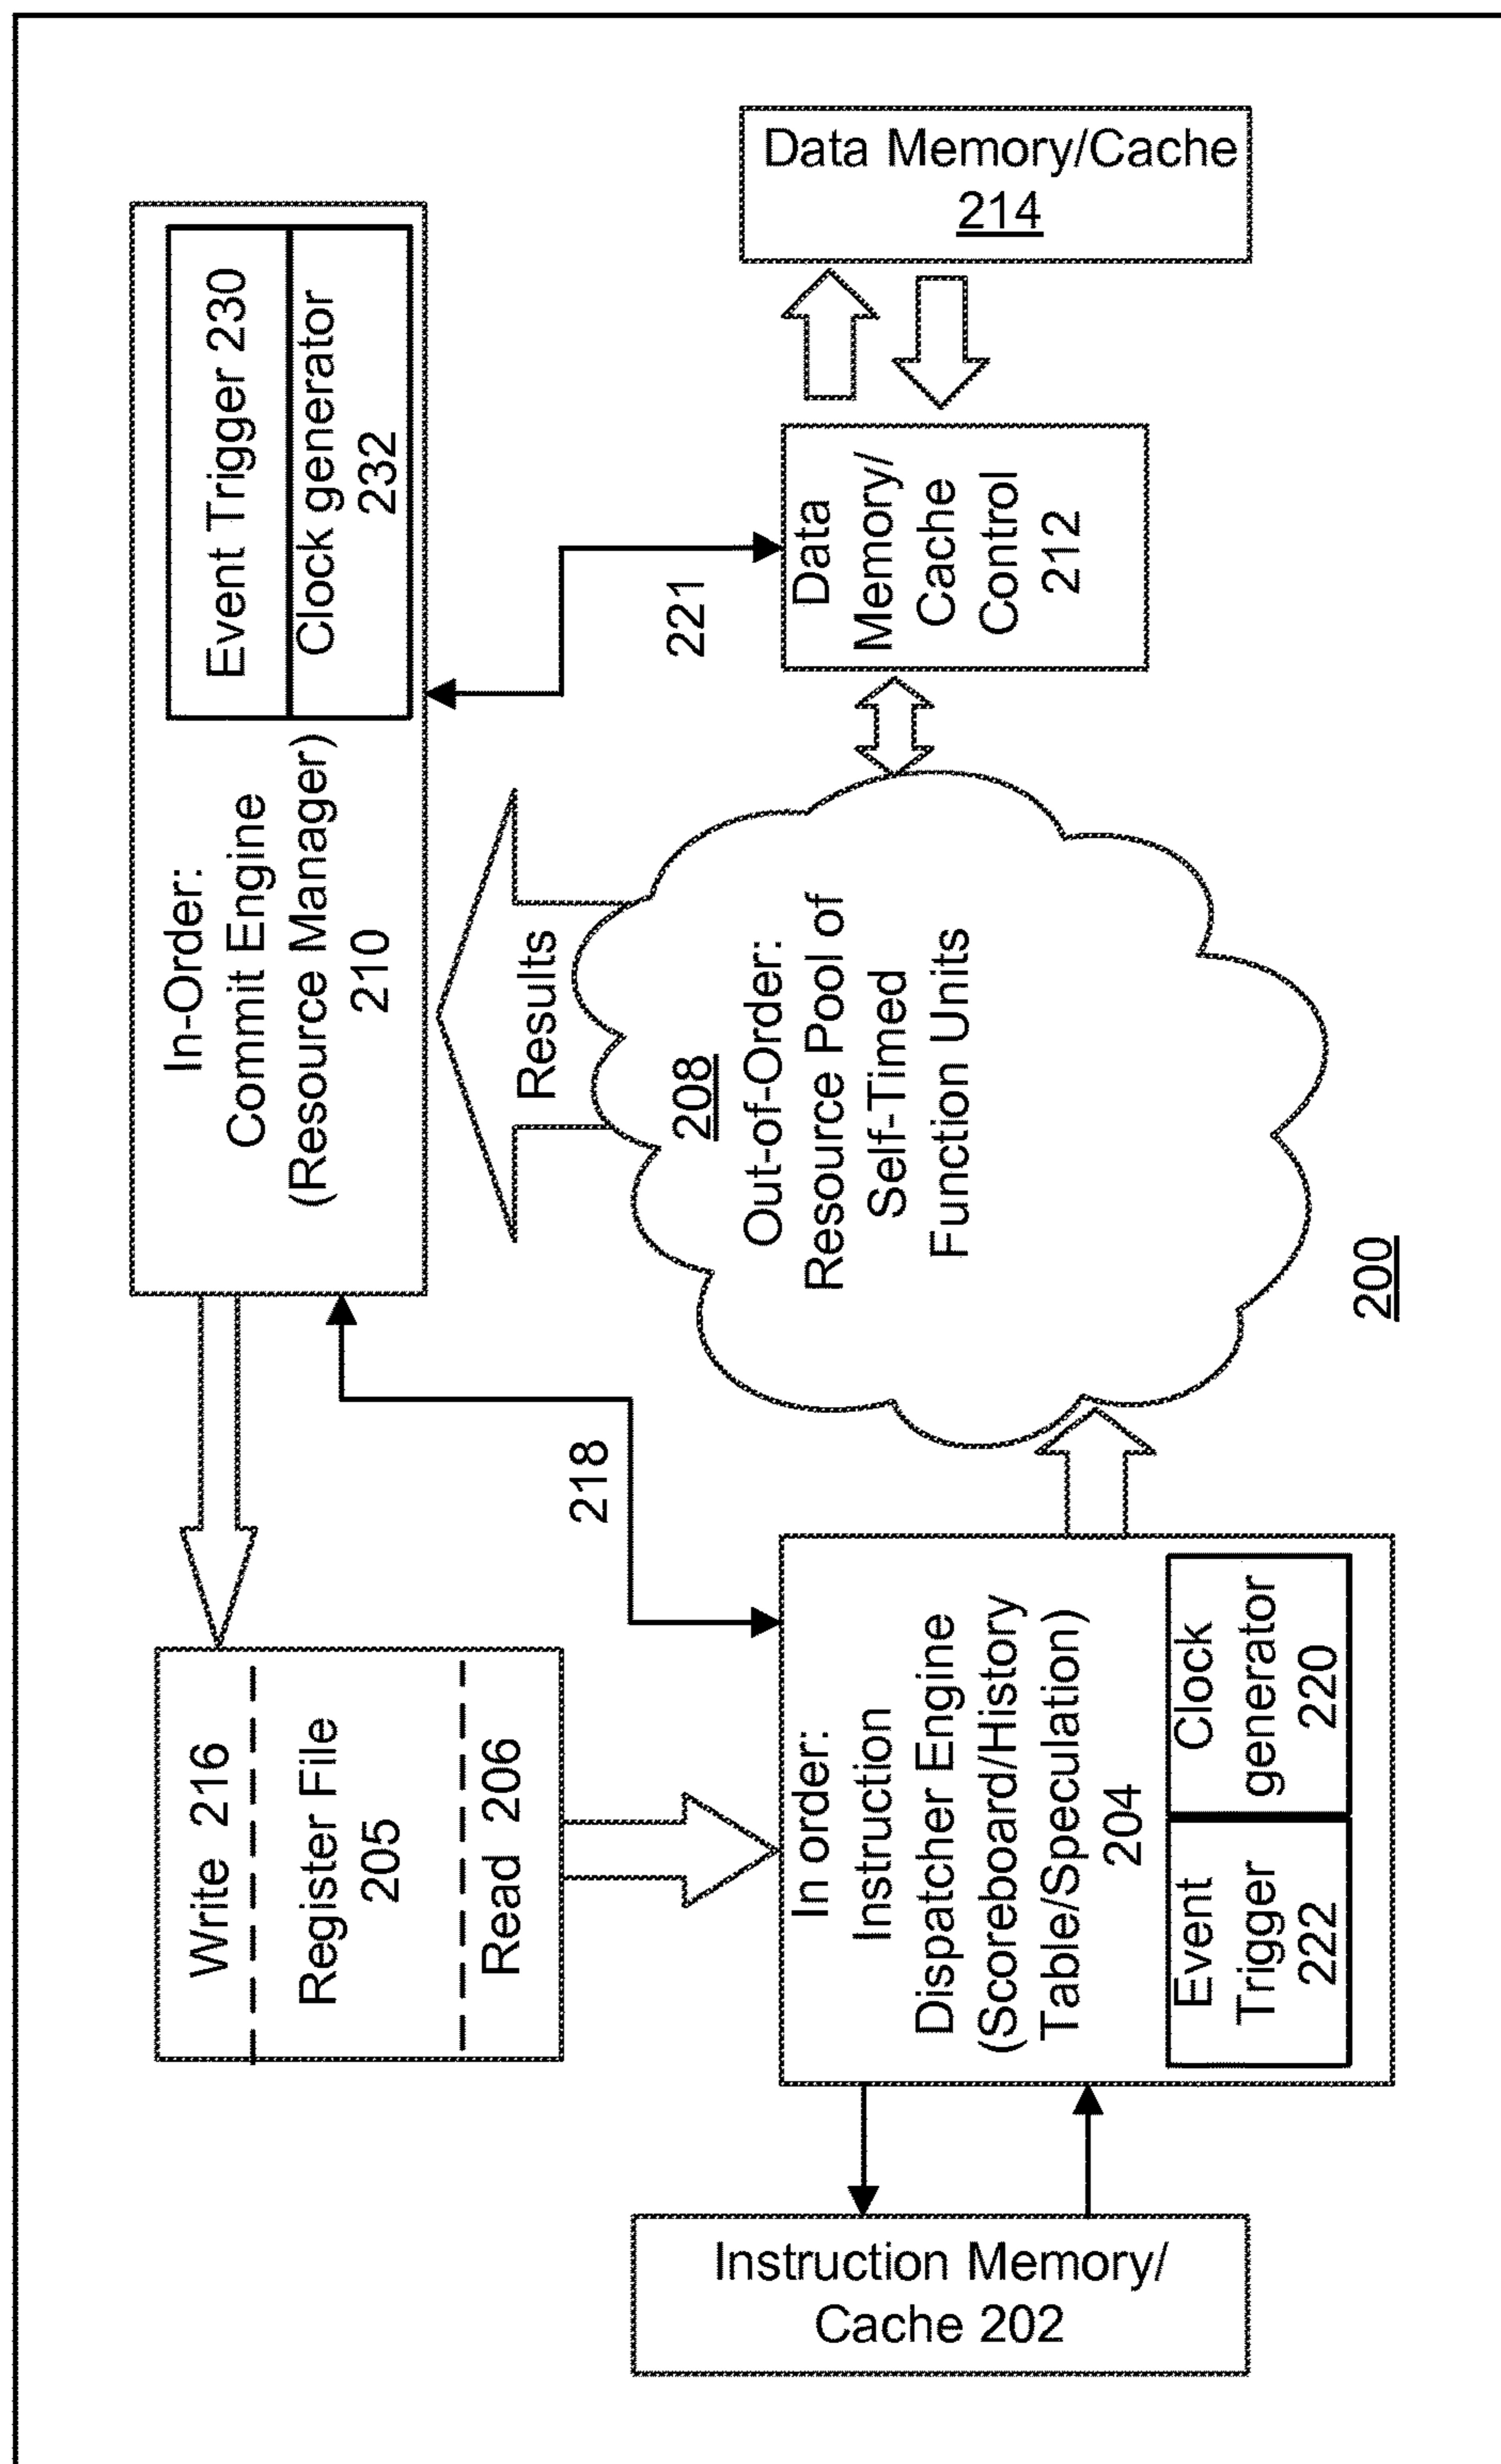 Write 216
Register File
205
Read 206
In-Order:
Commit Engine
(Resource Manager)
210
Event Trigger 230
Clock generator
232
218
Results
221
Instruction Memory/
Cache 202
In order:
Instruction
Dispatcher Engine
(Scoreboard/History
Table/Speculation)
204
Event
Trigger
222
Clock
generator
220
208
Out-of-Order:
Resource Pool of
Self-Timed
Function Units
Data
Memory/
Cache
Control
212
Data Memory/Cache
214
200